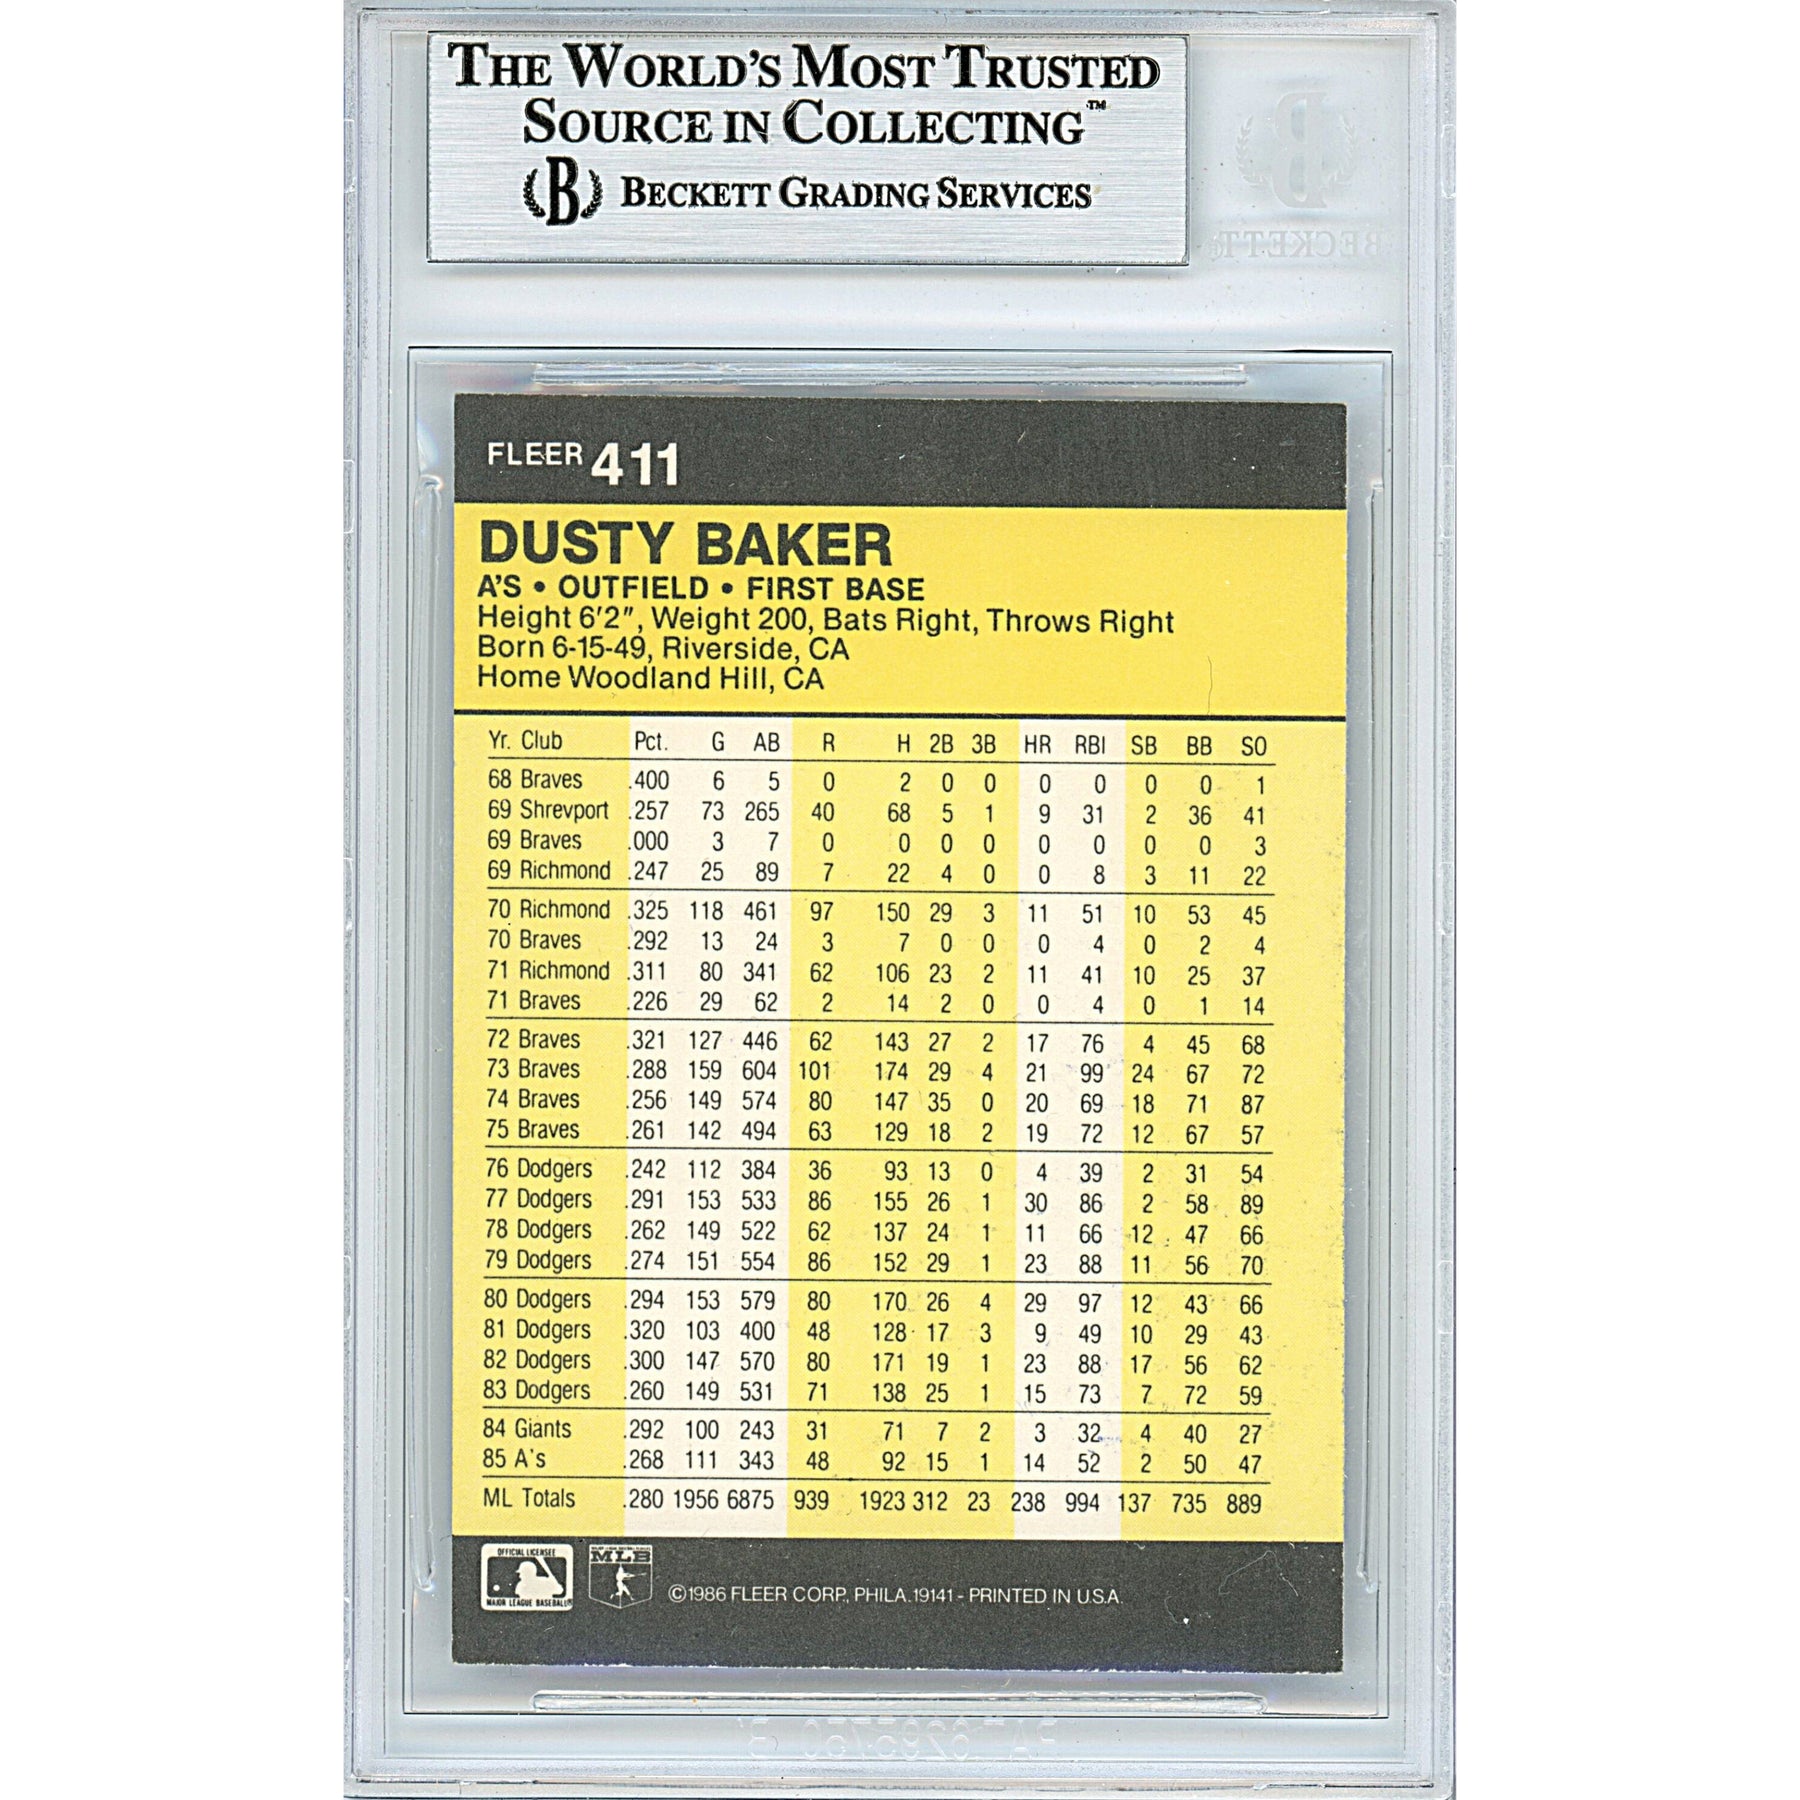 THE WORLD'S MOST TRUSTED
SOURCE IN COLLECTING™
B BECKETT GRADING SERVICES
B
BECKETT
FLEER 411
DUSTY BAKER
A'S • OUTFIELD • FIRST BASE
Height 6'2", Weight 200, Bats Right, Throws Right
Born 6-15-49, Riverside, CA
Home Woodland Hill, CA
Yr. Club Pct. G AB R H 2B 3B HR RBI SB BB SO
68 Braves .400 6 5 0 2 0 0 0 0 0 0 1
69 Shrevport .257 73 265 40 68 5 1 9 31 2 36 41
69 Braves .000 3 7 0 0 0 0 0 0 0 0 3
69 Richmond .247 25 89 7 22 4 0 0 8 3 11 22
70 Richmond .325 118 461 97 150 29 3 11 51 10 53 45
70 Braves .292 13 24 3 7 0 0 0 4 0 2 4
71 Richmond .311 80 341 62 106 23 2 11 41 10 25 37
71 Braves .226 29 62 2 14 2 0 0 4 0 1 14
72 Braves .321 127 446 62 143 27 2 17 76 4 45 68
73 Braves .288 159 604 101 174 29 4 21 99 24 67 72
74 Braves .256 149 574 80 147 35 0 20 69 18 71 87
75 Braves .261 142 494 63 129 18 2 19 72 12 67 57
76 Dodgers .242 112 384 36 93 13 0 4 39 2 31 54
77 Dodgers .291 153 533 86 155 26 1 30 86 2 58 89
78 Dodgers .262 149 522 62 137 24 1 11 66 12 47 66
79 Dodgers .274 151 554 86 152 29 1 23 88 11 56 70
80 Dodgers .294 153 579 80 170 26 4 29 97 12 43 66
81 Dodgers .320 103 400 48 128 17 3 9 49 10 29 43
82 Dodgers .300 147 570 80 171 19 1 23 88 17 56 62
83 Dodgers .260 149 531 71 138 25 1 15 73 7 72 59
84 Giants .292 100 243 31 71 7 2 3 32 4 40 27
85 A's .268 111 343 48 92 15 1 14 52 2 50 47
ML Totals .280 1956 6875 939 1923 312 23 238 994 137 735 889
OFFICIAL LICENSEE
MAJOR LEAGUE BASEBALL
MLB
©1986 FLEER CORP., PHILA. 19141 - PRINTED IN U.S.A.